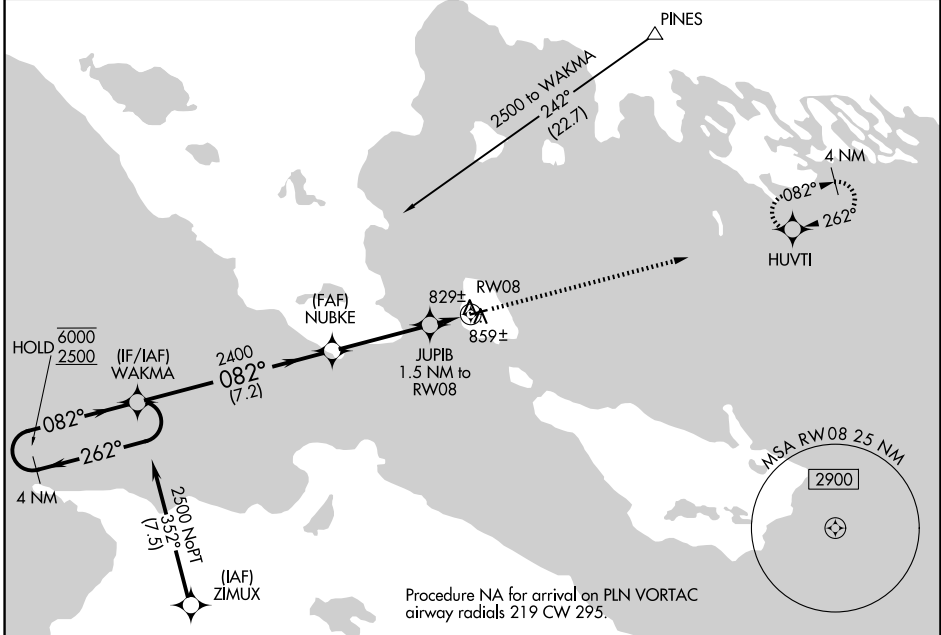 PINES
2500 to WAKMA
242°
(22.7)
4 NM
082°
262°
HUVTI
RW08
829±
859±
(FAF)
NUBKE
JUPIB
1.5 NM to
RW08
HOLD 6000
2500
(IF/IAF)
WAKMA
2400
082°
(7.2)
082°
262°
4 NM
2500 NoPT
352°
(7.5)
(IAF)
ZIMUX
MSA RW08 25 NM
2900
Procedure NA for arrival on PLN VORTAC
airway radials 219 CW 295.